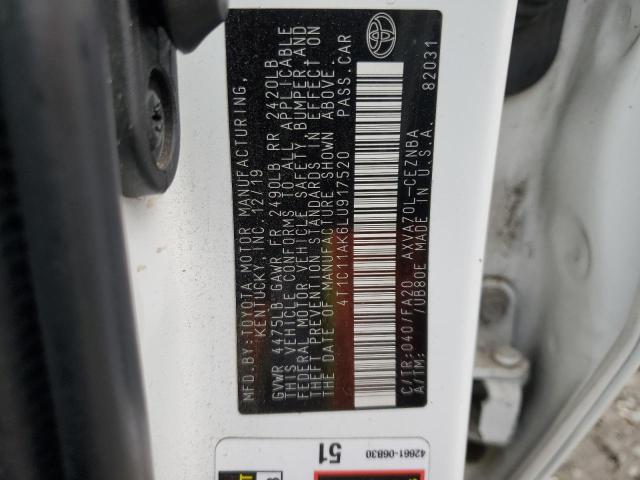 MFD.BY:TOYOTA MOTOR MANUFACTURING,
KENTUCKY, INC. 12/19
GVWR 4475LB GAWR FR 2490LB RR 2420LB
THIS VEHICLE CONFORMS TO ALL APPLICABLE
FEDERAL MOTOR VEHICLE SAFETY, BUMPER, AND
THEFT PREVENTION STANDARDS IN EFFECT ON
THE DATE OF MANUFACTURE SHOWN ABOVE.
4T1C11AK6LU917520 PASS.CAR
C/TR:040/FA20 AXVA70L-CEZNBA
A/TM: /UB80E MADE IN U.S.A.
82031
42661-06830
51